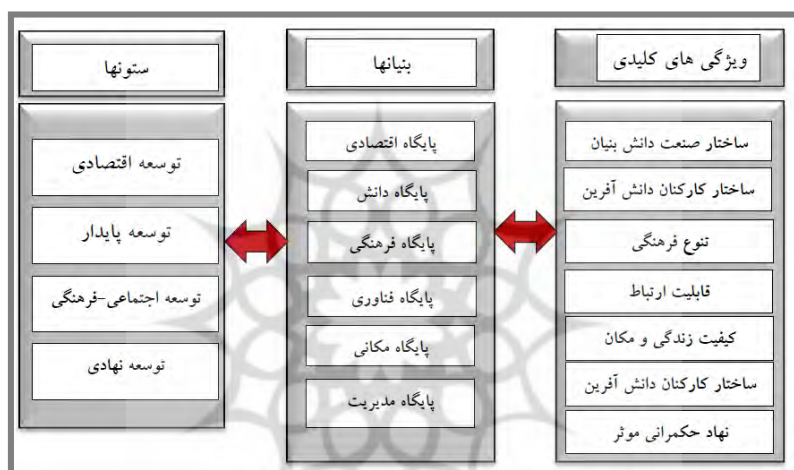 ویژگی های کلیدی
ساختار صنعت دانش بنیان
ساختار کارکنان دانش آفرین
تنوع فرهنگی
قابلیت ارتباط
کیفیت زندگی و مکان
ساختار کارکنان دانش آفرین
نهاد حکمرانی موثر
بنیانها
پایگاه اقتصادی
پایگاه دانش
پایگاه فرهنگی
پایگاه فناوری
پایگاه مکانی
پایگاه مدیریت
ستونها
توسعه اقتصادی
توسعه پایدار
توسعه اجتماعی-فرهنگی
توسعه نهادی